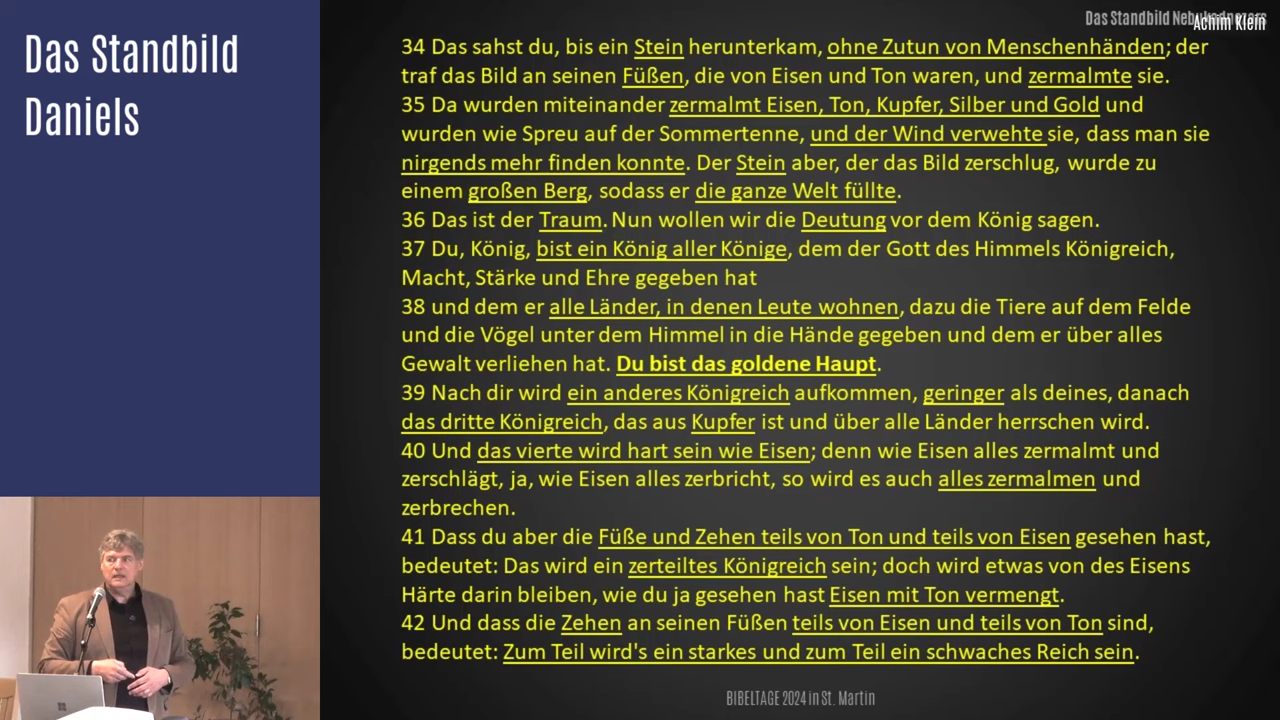 Das Standbild
Daniels
Das Standbild Nebukadnezars
Achim Klein
34 Das sahst du, bis ein Stein herunterkam, ohne Zutun von Menschenhänden; der
traf das Bild an seinen Füßen, die von Eisen und Ton waren, und zermalmte sie.
35 Da wurden miteinander zermalmt Eisen, Ton, Kupfer, Silber und Gold und
wurden wie Spreu auf der Sommertenne, und der Wind verwehte sie, dass man sie
nirgends mehr finden konnte. Der Stein aber, der das Bild zerschlug, wurde zu
einem großen Berg, sodass er die ganze Welt füllte.
36 Das ist der Traum. Nun wollen wir die Deutung vor dem König sagen.
37 Du, König, bist ein König aller Könige, dem der Gott des Himmels Königreich,
Macht, Stärke und Ehre gegeben hat
38 und dem er alle Länder, in denen Leute wohnen, dazu die Tiere auf dem Felde
und die Vögel unter dem Himmel in die Hände gegeben und dem er über alles
Gewalt verliehen hat. Du bist das goldene Haupt.
39 Nach dir wird ein anderes Königreich aufkommen, geringer als deines, danach
das dritte Königreich, das aus Kupfer ist und über alle Länder herrschen wird.
40 Und das vierte wird hart sein wie Eisen; denn wie Eisen alles zermalmt und
zerschlägt, ja, wie Eisen alles zerbricht, so wird es auch alles zermalmen und
zerbrechen.
41 Dass du aber die Füße und Zehen teils von Ton und teils von Eisen gesehen hast,
bedeutet: Das wird ein zerteiltes Königreich sein; doch wird etwas von des Eisens
Härte darin bleiben, wie du ja gesehen hast Eisen mit Ton vermengt.
42 Und dass die Zehen an seinen Füßen teils von Eisen und teils von Ton sind,
bedeutet: Zum Teil wird's ein starkes und zum Teil ein schwaches Reich sein.
BIBELTAGE 2024 in St. Martin